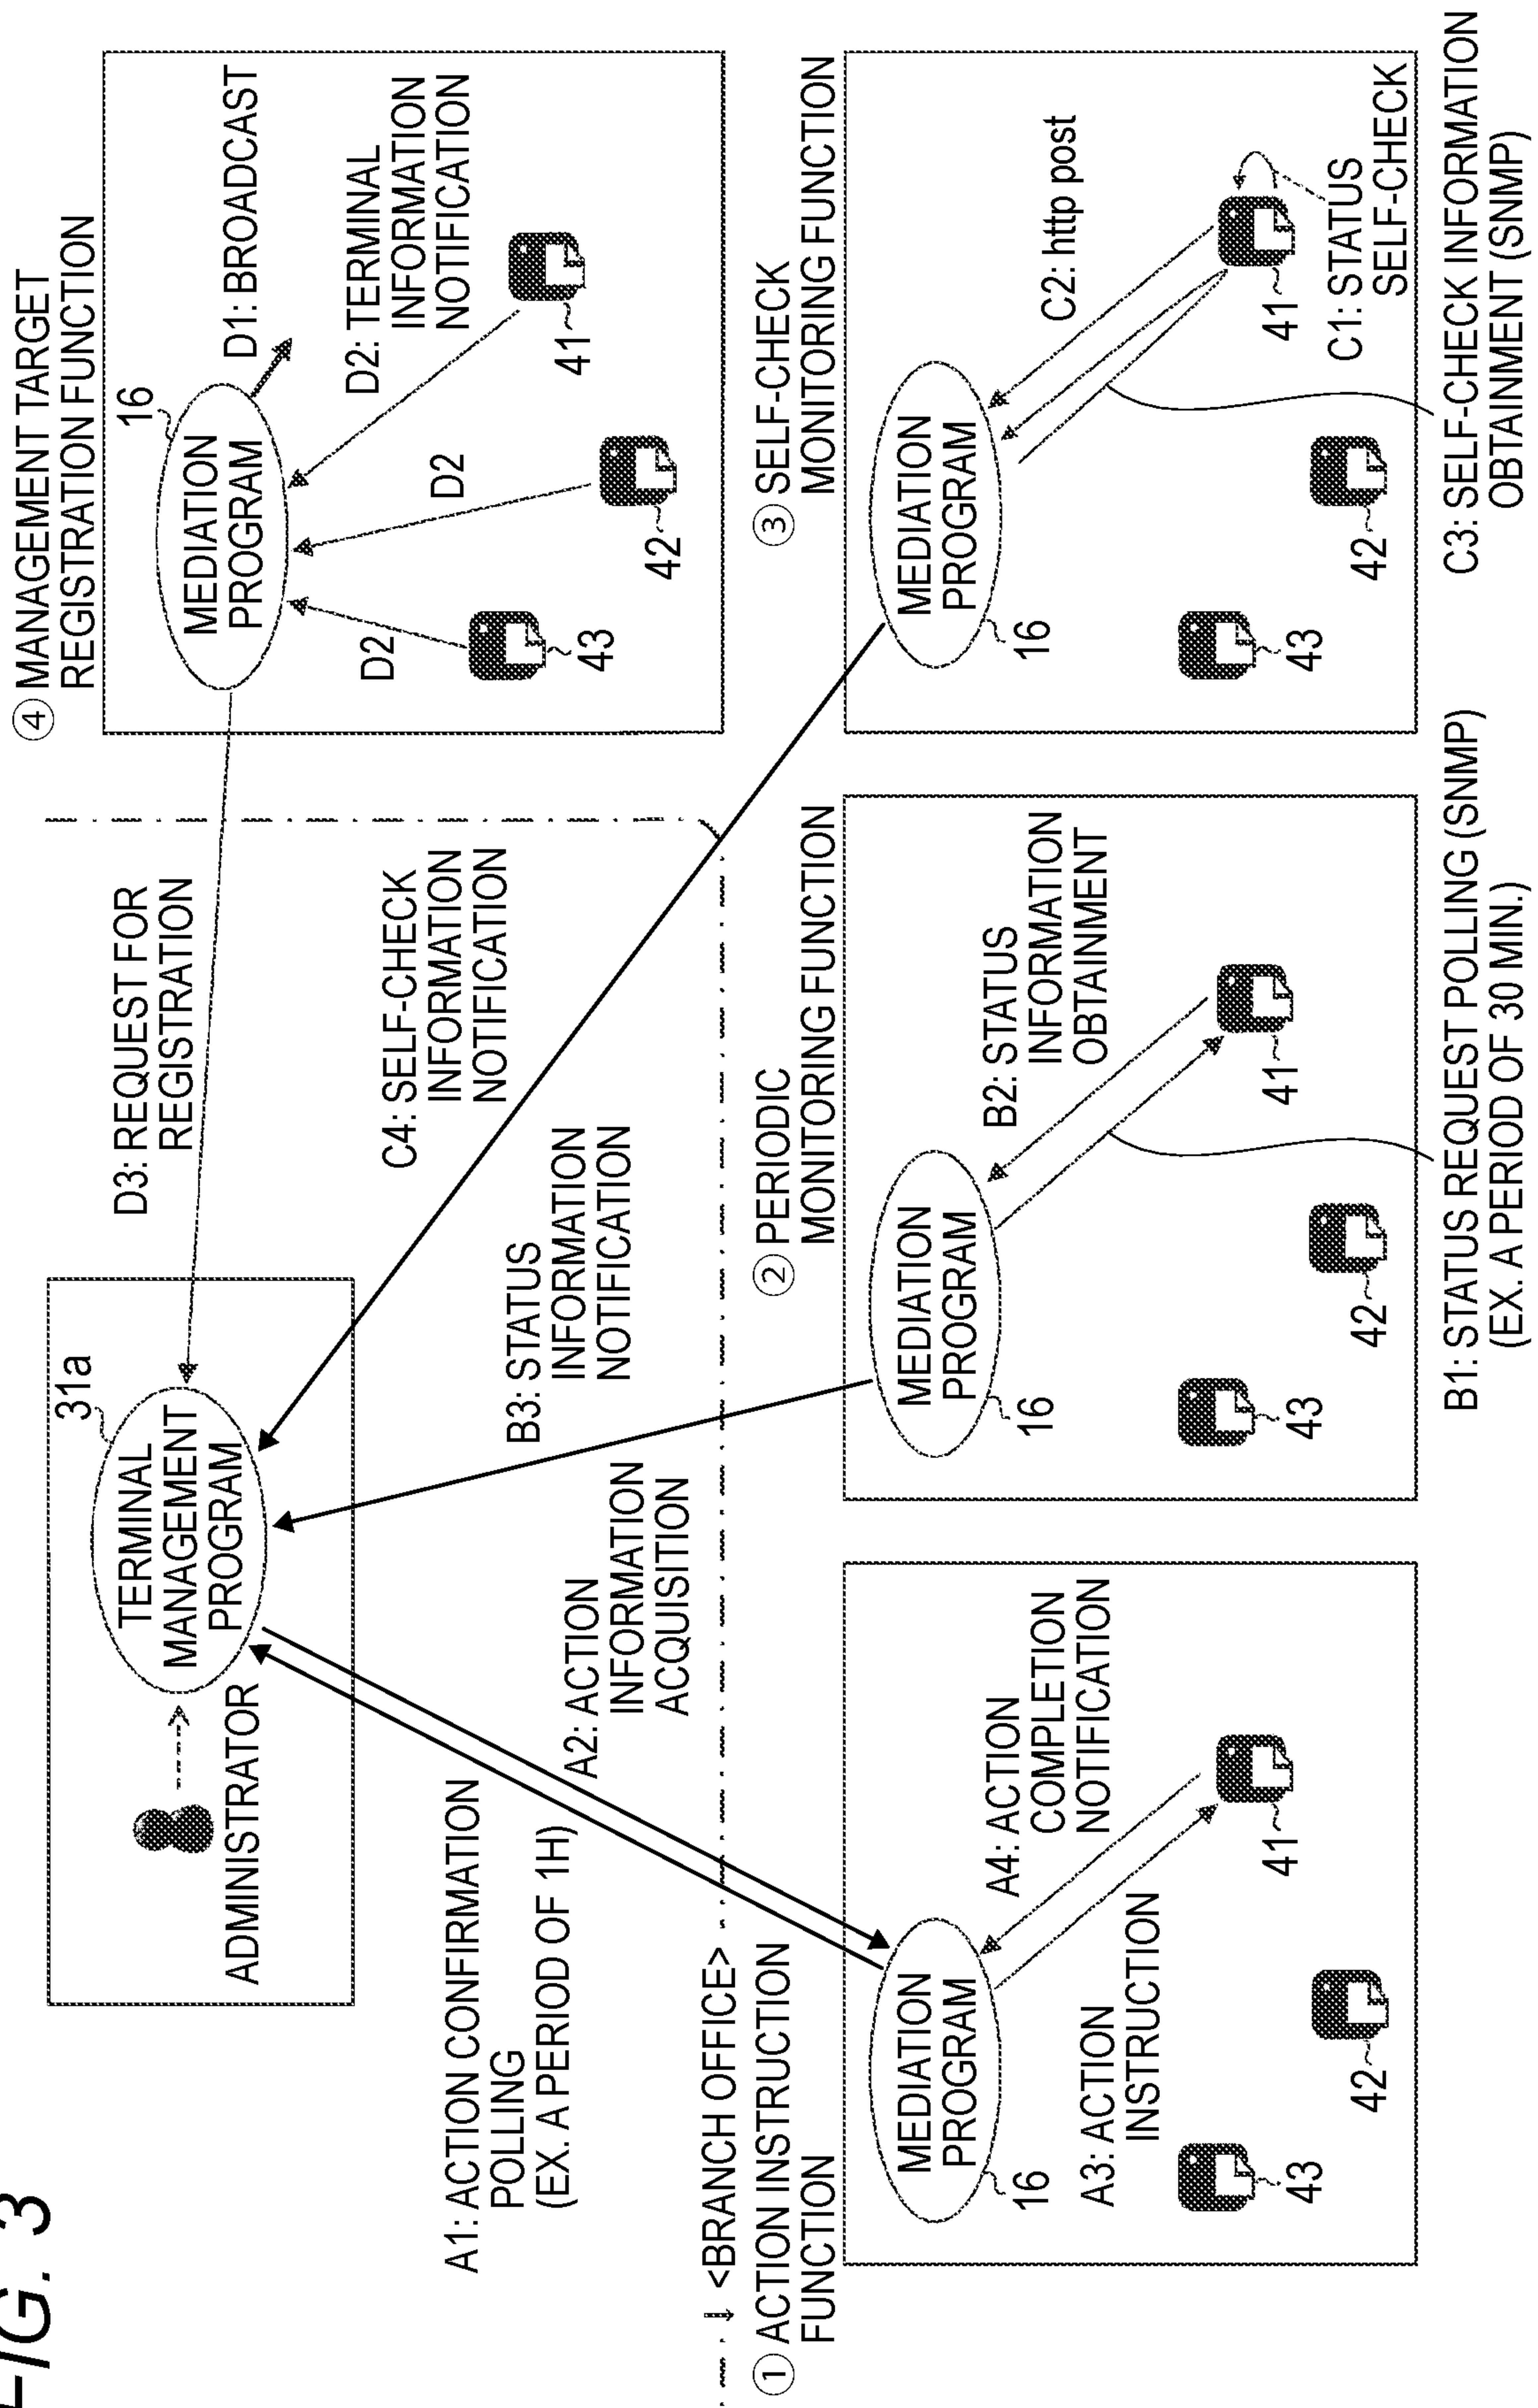 FIG. 3
31a
TERMINAL
MANAGEMENT
PROGRAM
ADMINISTRATOR
D3: REQUEST FOR
REGISTRATION
④ MANAGEMENT TARGET
REGISTRATION FUNCTION
16
MEDIATION
PROGRAM
D1: BROADCAST
D2: TERMINAL
INFORMATION
NOTIFICATION
D2
D2
43
42
41
A1: ACTION CONFIRMATION
POLLING
(EX. A PERIOD OF 1H)
A2: ACTION
INFORMATION
ACQUISITION
B3: STATUS
INFORMATION
NOTIFICATION
C4: SELF-CHECK
INFORMATION
NOTIFICATION
<BRANCH OFFICE>
① ACTION INSTRUCTION
FUNCTION
MEDIATION
PROGRAM
16
A3: ACTION
INSTRUCTION
A4: ACTION
COMPLETION
NOTIFICATION
43
42
41
② PERIODIC
MONITORING FUNCTION
MEDIATION
PROGRAM
16
B2: STATUS
INFORMATION
OBTAINMENT
43
42
41
B1: STATUS REQUEST POLLING (SNMP)
(EX. A PERIOD OF 30 MIN.)
③ SELF-CHECK
MONITORING FUNCTION
MEDIATION
PROGRAM
16
C2: http post
43
42
41
C1: STATUS
SELF-CHECK
C3: SELF-CHECK INFORMATION
OBTAINMENT (SNMP)